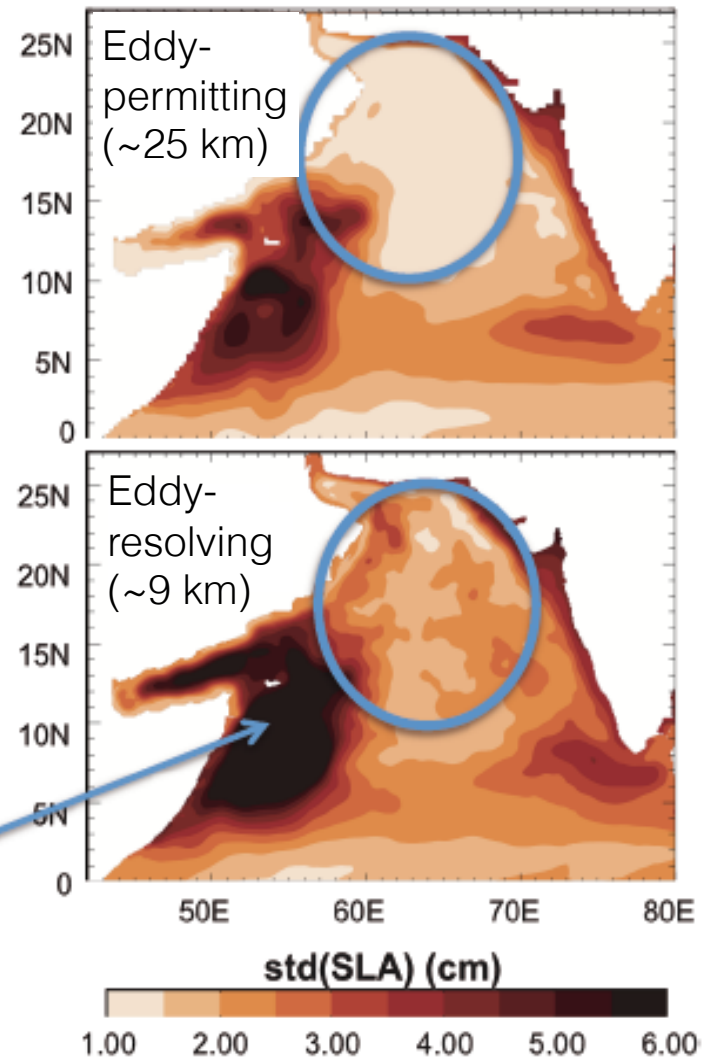 25N
20N
15N
10N
5N
0
Eddy-
permitting
(~25 km)
25N
20N
15N
10N
5N
0
Eddy-
resolving
(~9 km)
50E 60E 70E 80E
std(SLA) (cm)
1.00 2.00 3.00 4.00 5.00 6.00